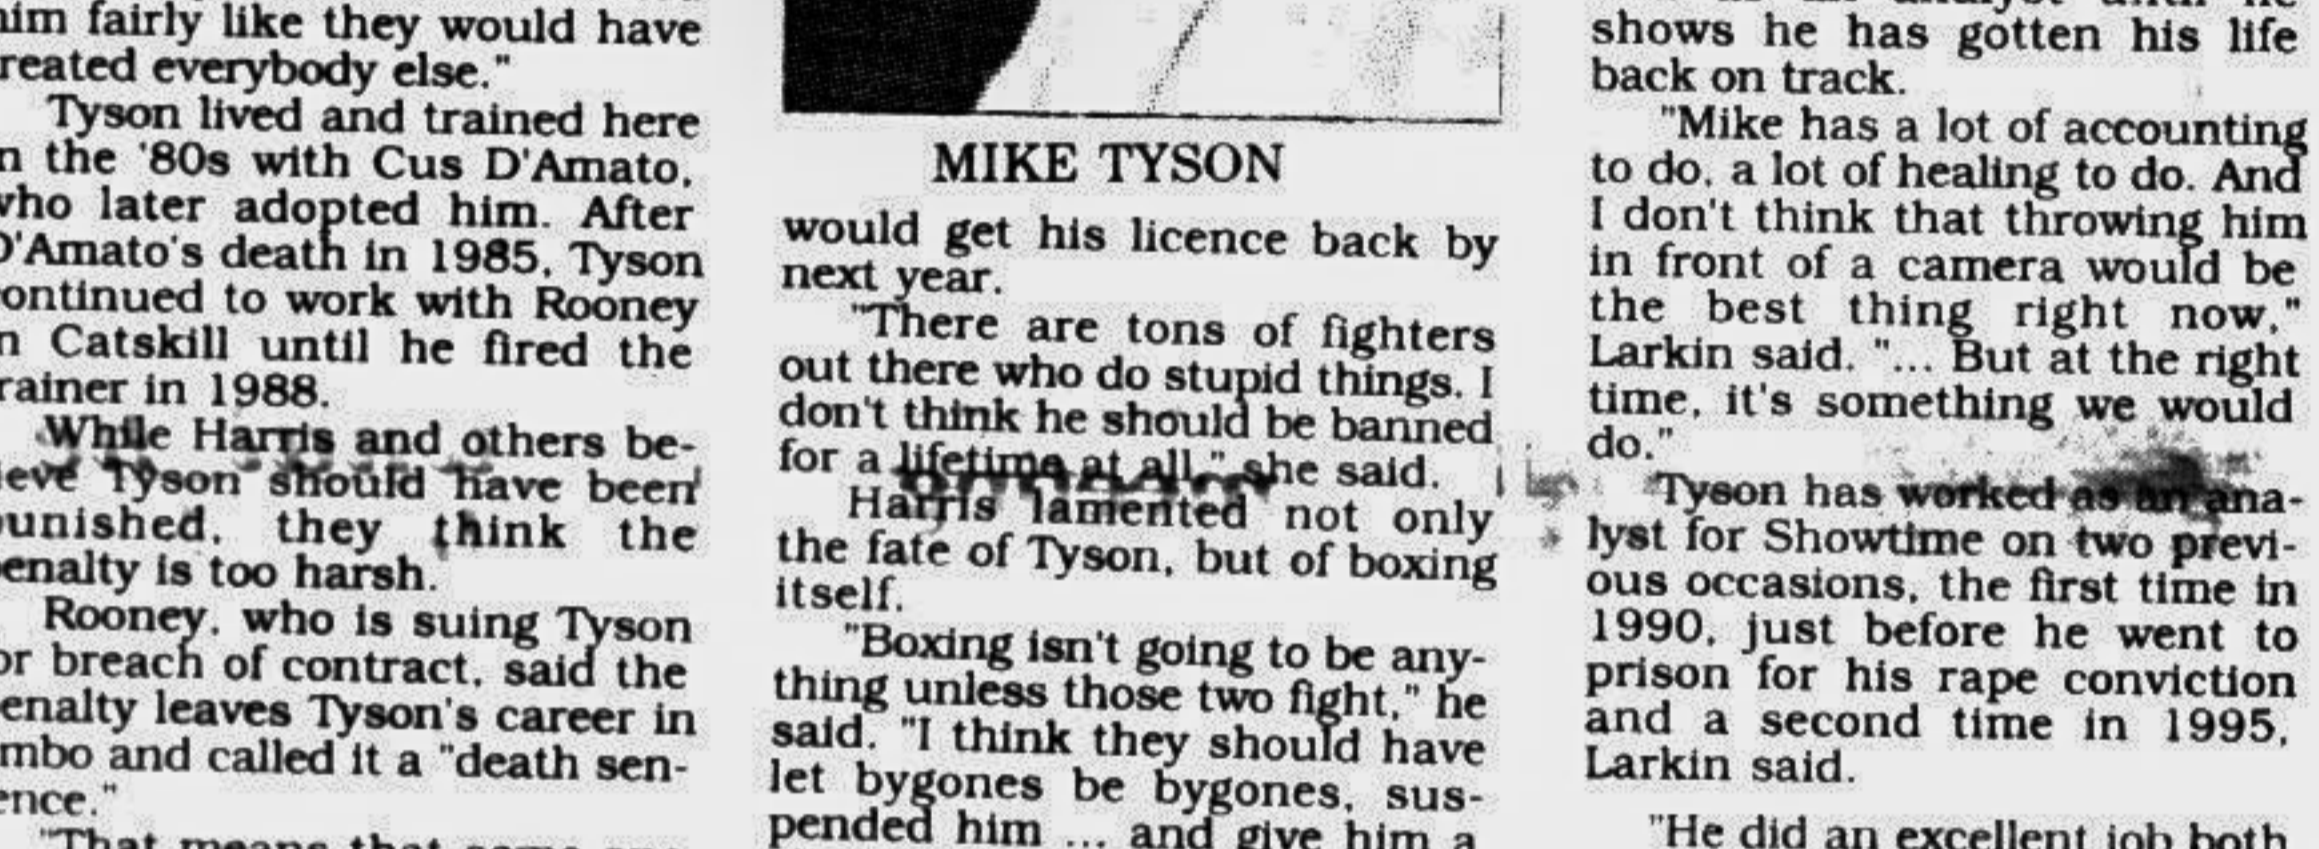 him fairly like they would have
treated everybody else."
Tyson lived and trained here
in the '80s with Cus D'Amato,
who later adopted him. After
D'Amato's death in 1985, Tyson
continued to work with Rooney
in Catskill until he fired the
trainer in 1988.
While Harris and others be-
lieve Tyson should have been
punished, they think the
penalty is too harsh.
Rooney, who is suing Tyson
for breach of contract, said the
penalty leaves Tyson's career in
limbo and called it a "death sen-
tence."
"That means that some
MIKE TYSON
would get his licence back by
next year.
"There are tons of fighters
out there who do stupid things. I
don't think he should be banned
for a lifetime at all," she said.
Harris lamented not only
the fate of Tyson, but of boxing
itself.
"Boxing isn't going to be any-
thing unless those two fight," he
said. "I think they should have
let bygones be bygones, sus-
pended him ... and give him a
analyst until he
shows he has gotten his life
back on track.
"Mike has a lot of accounting
to do, a lot of healing to do. And
I don't think that throwing him
in front of a camera would be
the best thing right now,"
Larkin said. "... But at the right
time, it's something we would
do."
Tyson has worked as an ana-
lyst for Showtime on two previ-
ous occasions, the first time in
1990, just before he went to
prison for his rape conviction
and a second time in 1995,
Larkin said.
"He did an excellent job both